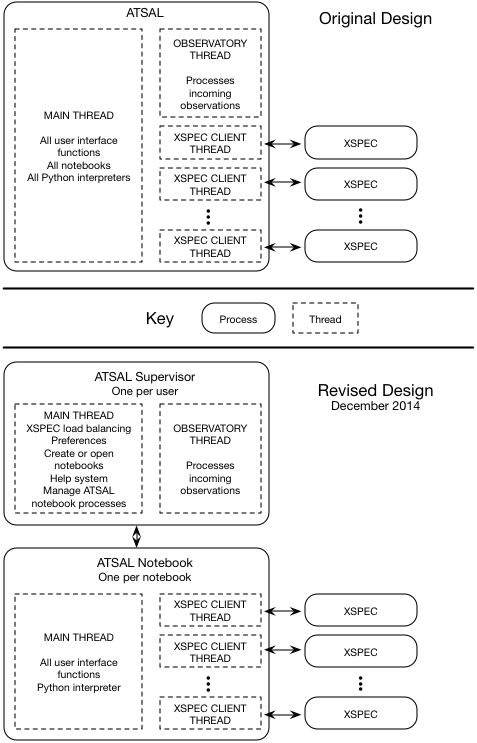 ATSAL
Original Design
MAIN THREAD
All user interface
functions
All notebooks
All Python interpreters
OBSERVATORY
THREAD
Processes
incoming
observations
XSPEC CLIENT
THREAD
XSPEC
XSPEC CLIENT
THREAD
XSPEC
XSPEC CLIENT
THREAD
XSPEC
Key
Process
Thread
ATSAL Supervisor
One per user
Revised Design
December 2014
MAIN THREAD
XSPEC load balancing
Preferences
Create or open
notebooks
Help system
Manage ATSAL
notebook processes
OBSERVATORY
THREAD
Processes
incoming
observations
ATSAL Notebook
One per notebook
MAIN THREAD
All user interface
functions
Python interpreter
XSPEC CLIENT
THREAD
XSPEC
XSPEC CLIENT
THREAD
XSPEC
XSPEC CLIENT
THREAD
XSPEC